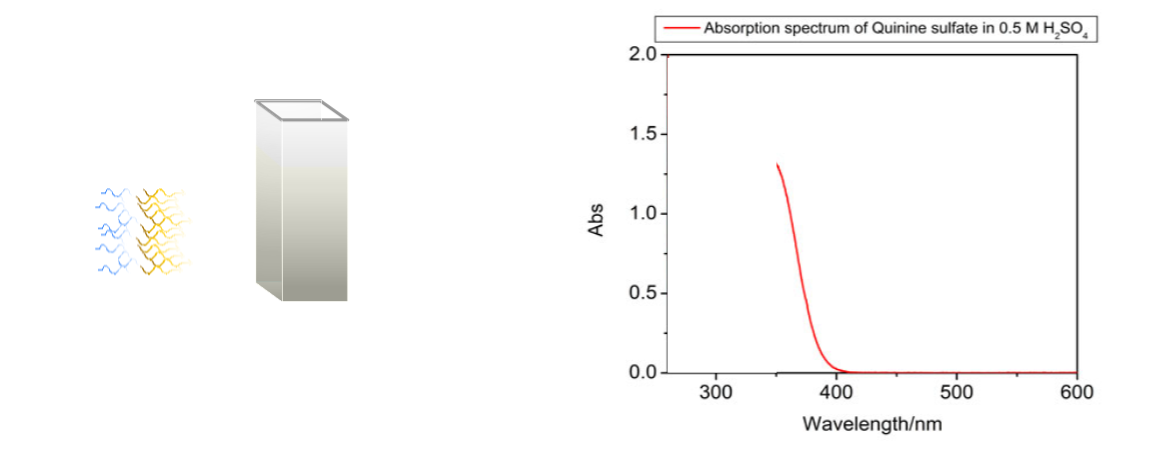 Absorption spectrum of Quinine sulfate in 0.5 M H₂SO₄
2.0
1.5
1.0
0.5
0.0
Abs
300 400 500 600
Wavelength/nm